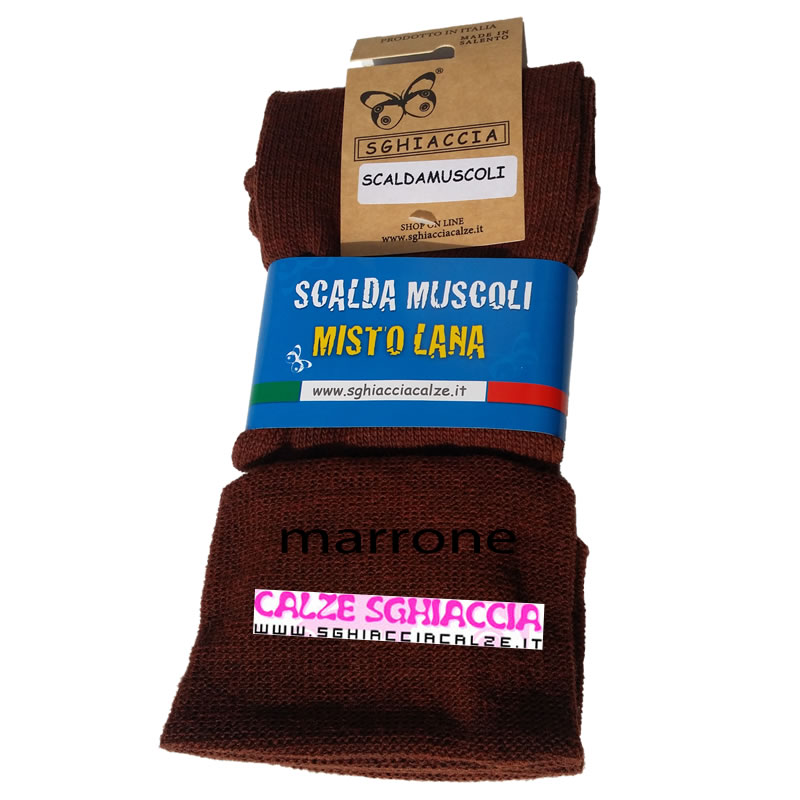 PRODOTTO IN ITALIA
MADE IN
SALENTO
®
SGHIACCIA
SCALDAMUSCOLI
SHOP ON LINE
www.sghiacciacalze.it
SCALDA MUSCOLI
MISTO LANA
www.sghiacciacalze.it
marrone
CALZE SGHIACCIA
WWW.SGHIACCIACALZE.IT